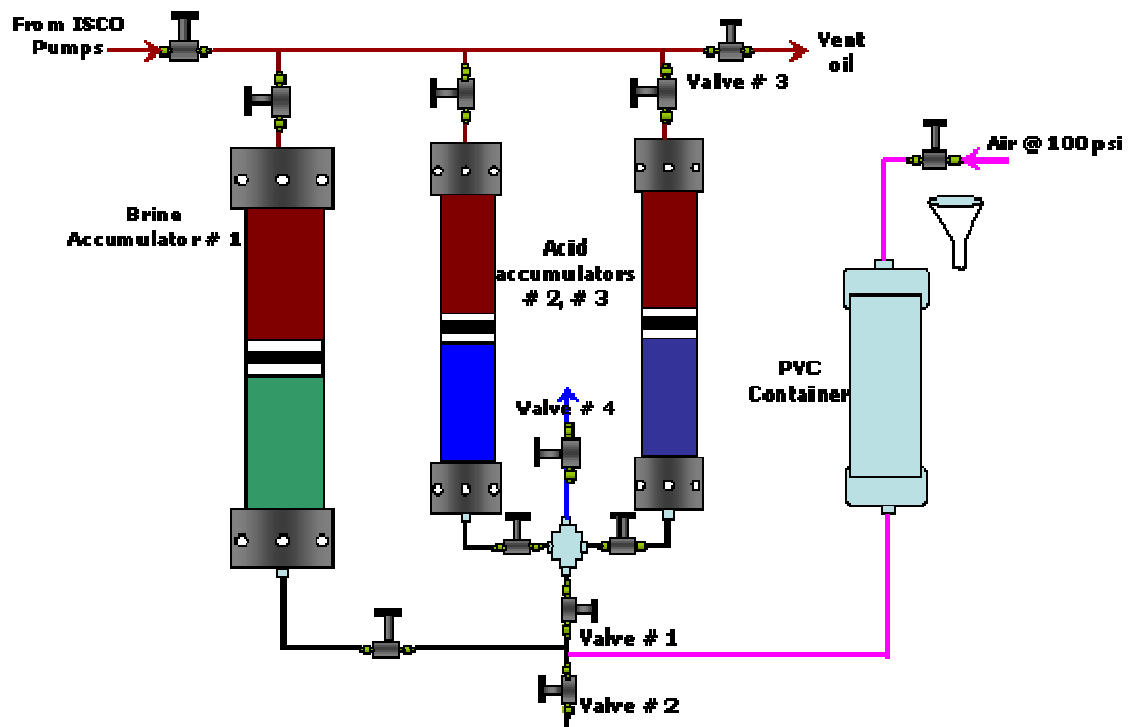 From ISCO
Pumps
Vent
oil
Valve # 3
Air @ 100 psi
Brine
Accumulator # 1
Acid
accumulators
# 2, # 3
PVC
Container
Valve # 4
Valve # 1
Valve # 2